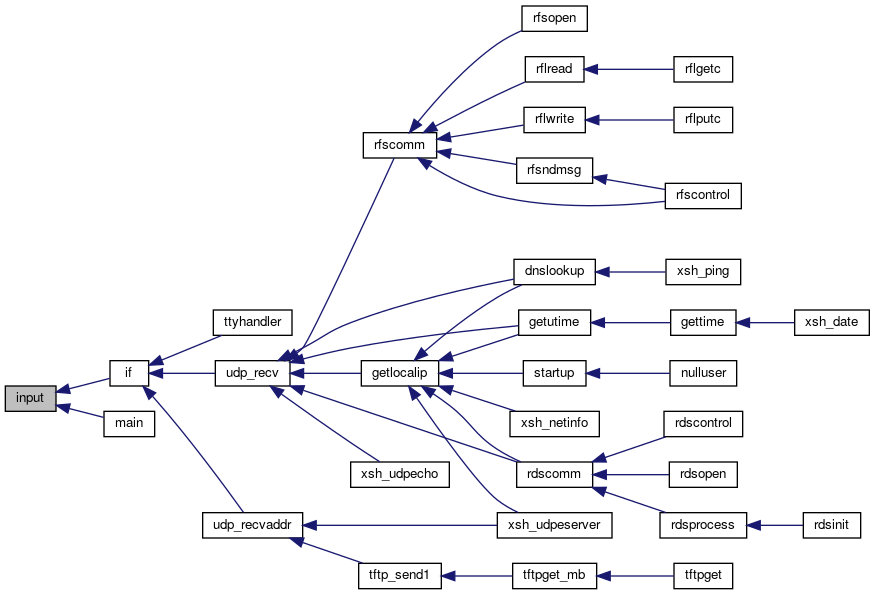 rfsopen
rflread
rflgetc
rflwrite
rflputc
rfscomm
rfsndmsg
rfscontrol
dnslookup
xsh_ping
ttyhandler
getutime
gettime
xsh_date
if
udp_recv
getlocalip
startup
nulluser
input
main
xsh_netinfo
rdscontrol
xsh_udpecho
rdscomm
rdsopen
udp_recvaddr
xsh_udpeserver
rdsprocess
rdsinit
tftp_send1
tftpget_mb
tftpget